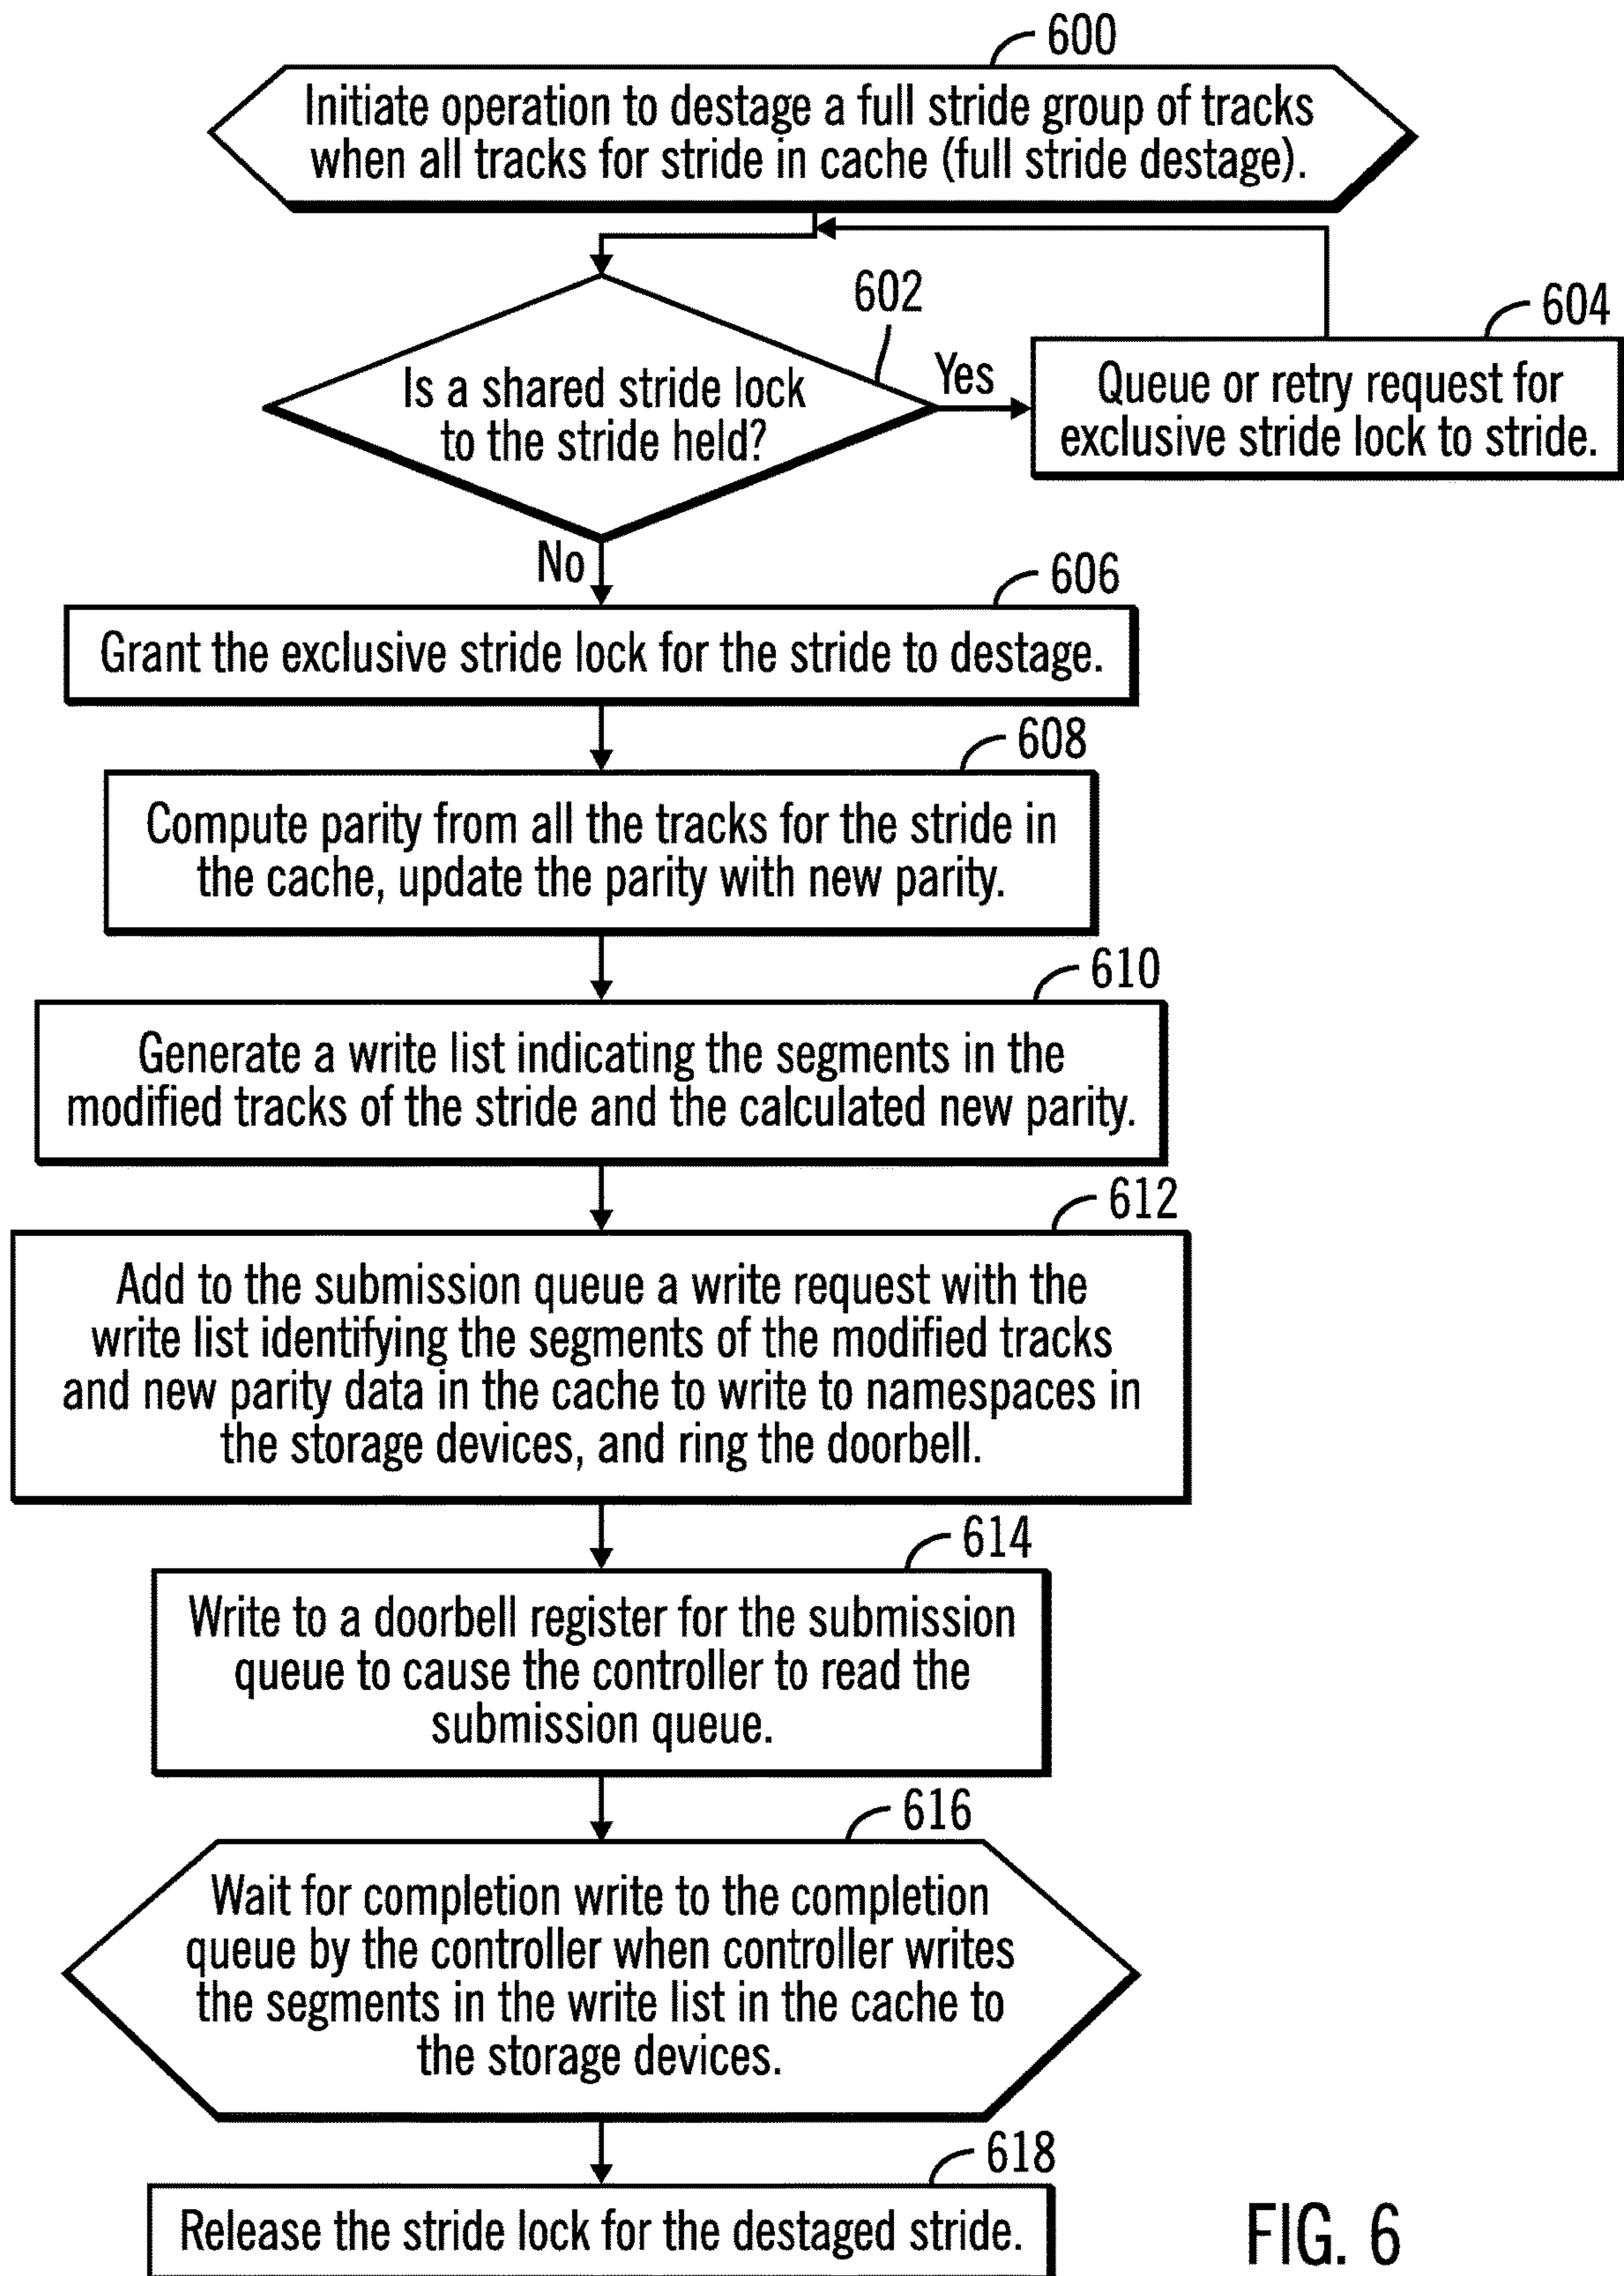 600
Initiate operation to destage a full stride group of tracks
when all tracks for stride in cache (full stride destage).
602
Is a shared stride lock
to the stride held?
Yes
604
Queue or retry request for
exclusive stride lock to stride.
No
606
Grant the exclusive stride lock for the stride to destage.
608
Compute parity from all the tracks for the stride in
the cache, update the parity with new parity.
610
Generate a write list indicating the segments in the
modified tracks of the stride and the calculated new parity.
612
Add to the submission queue a write request with the
write list identifying the segments of the modified tracks
and new parity data in the cache to write to namespaces in
the storage devices, and ring the doorbell.
614
Write to a doorbell register for the submission
queue to cause the controller to read the
submission queue.
616
Wait for completion write to the completion
queue by the controller when controller writes
the segments in the write list in the cache to
the storage devices.
618
Release the stride lock for the destaged stride.
FIG. 6